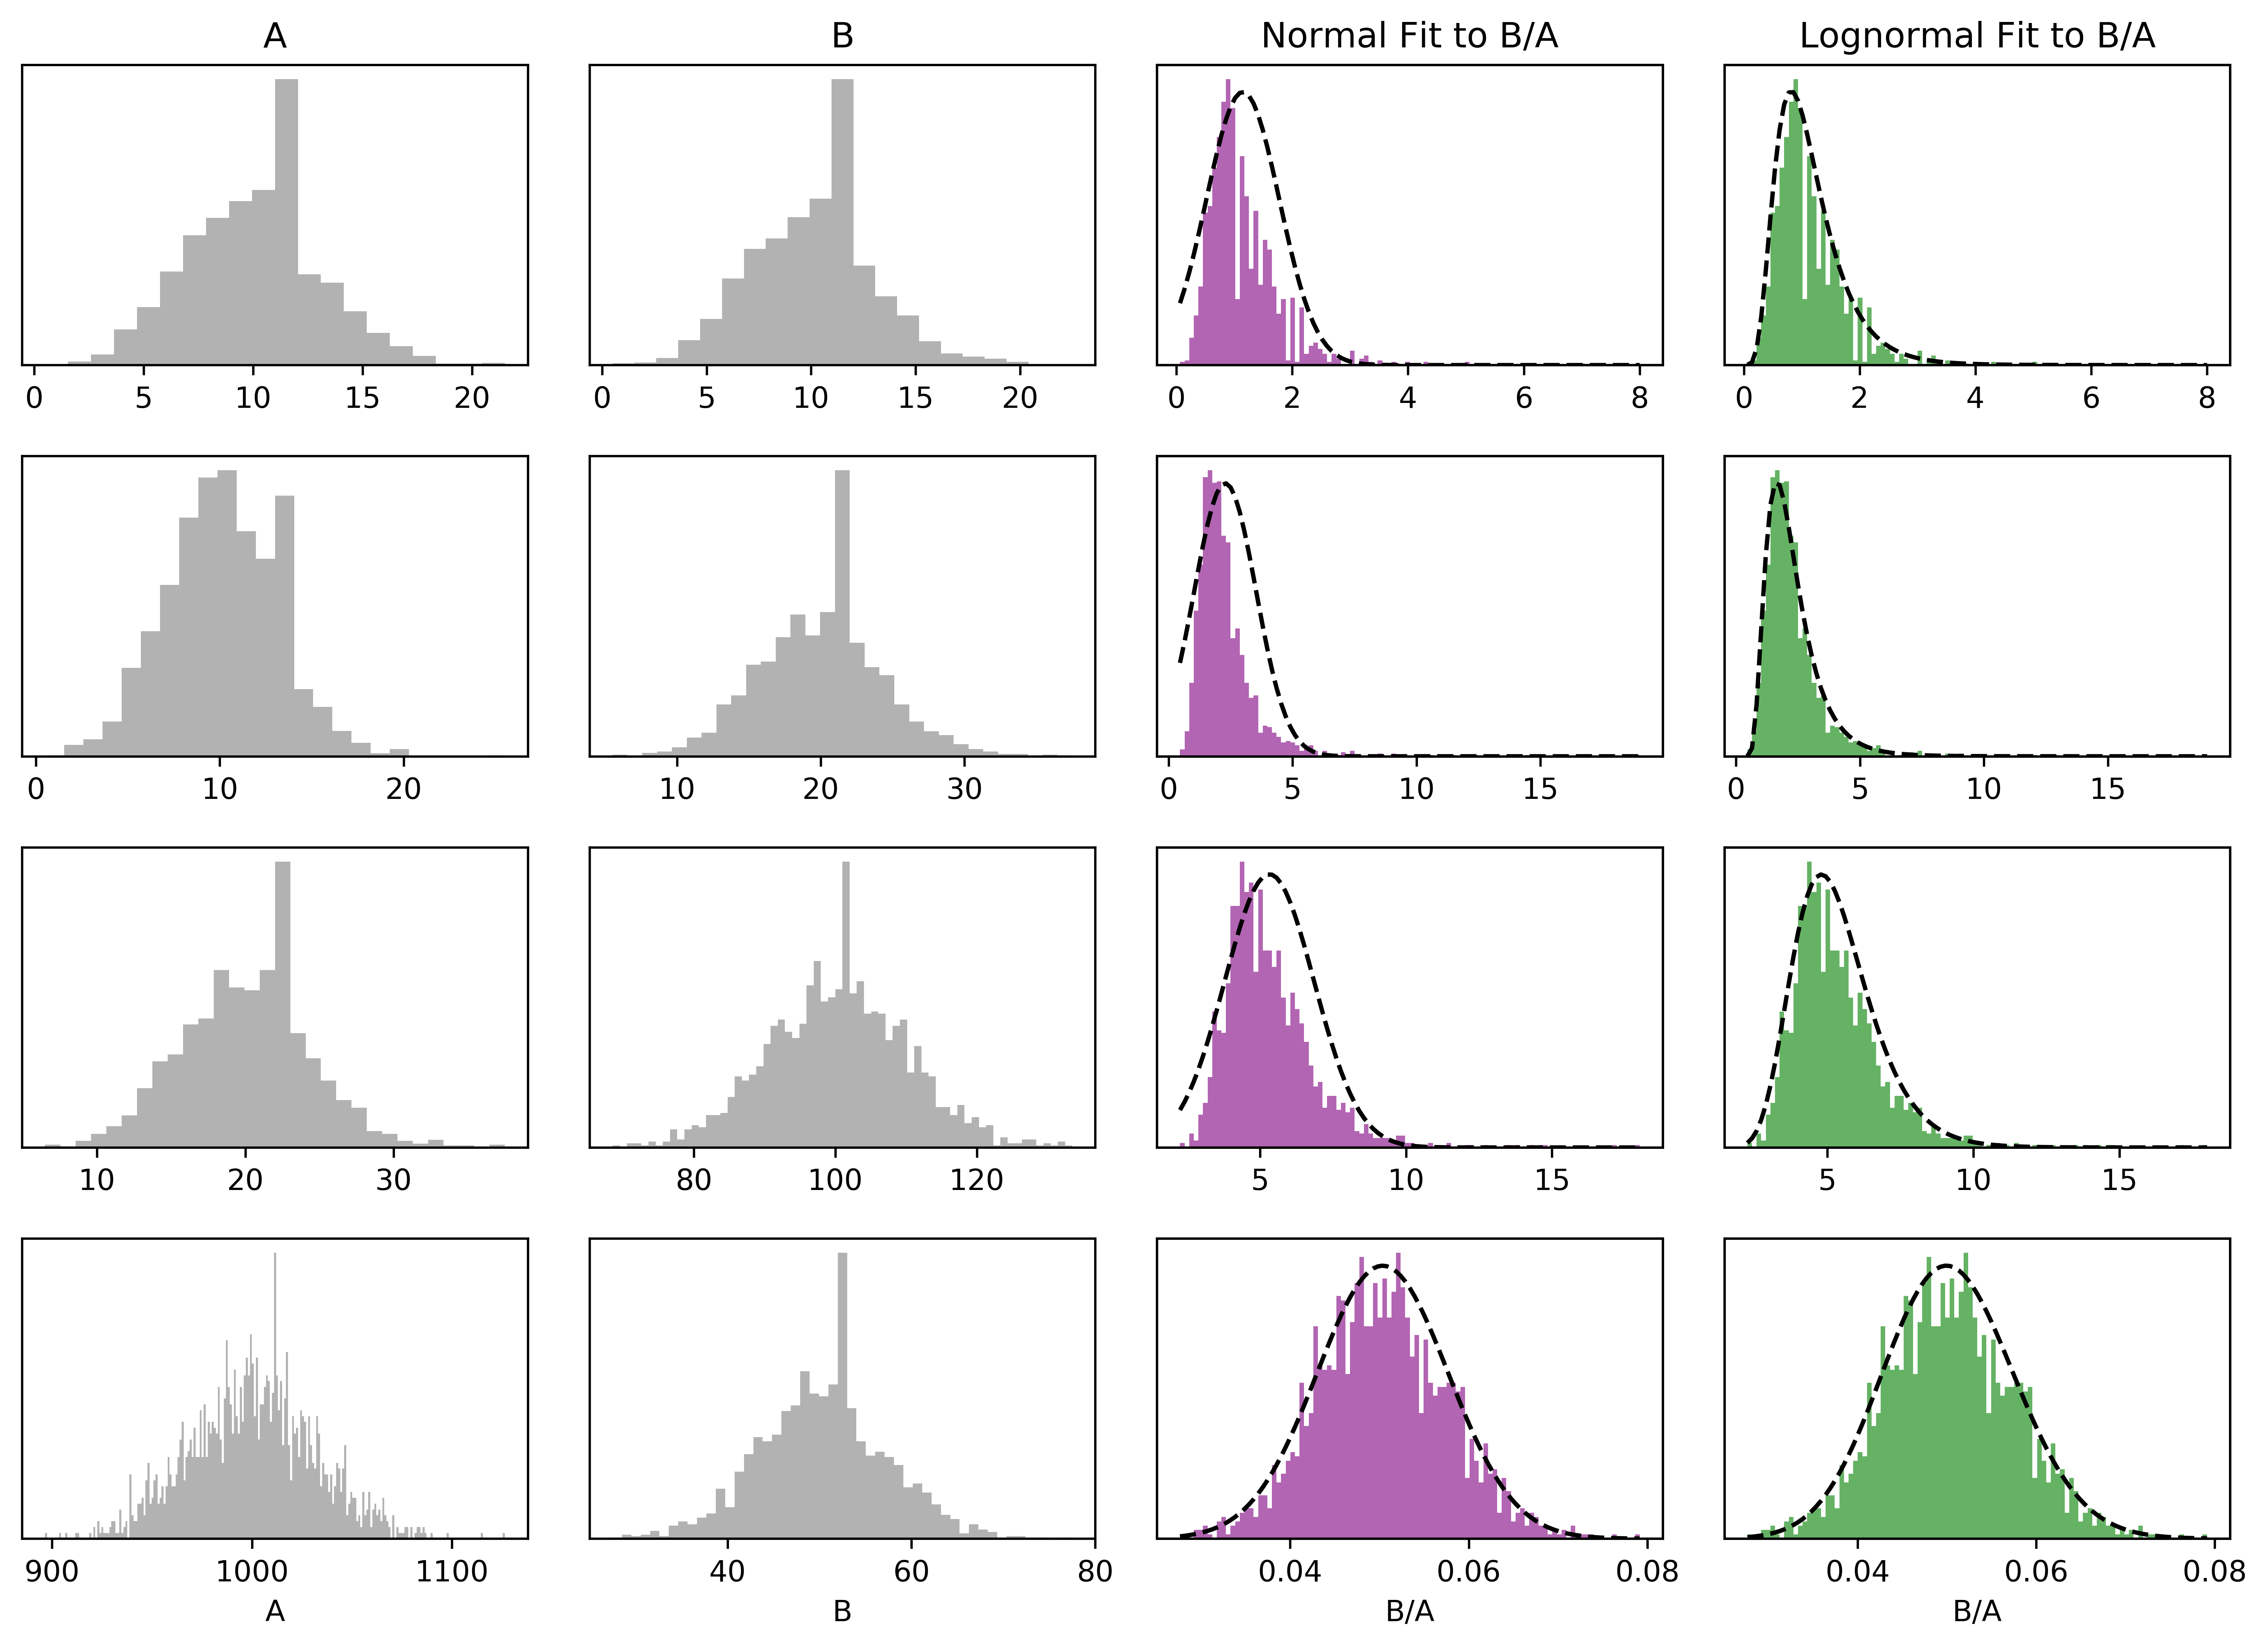 A B Normal Fit to B/A Lognormal Fit to B/A
0 5 10 15 20 0 5 10 15 20 0 2 4 6 8 0 2 4 6 8
0 10 20 10 20 30 0 5 10 15 0 5 10 15
10 20 30 80 100 120 5 10 15 5 10 15
900 1000 1100 40 60 80 0.04 0.06 0.08 0.04 0.06 0.08
A B B/A B/A